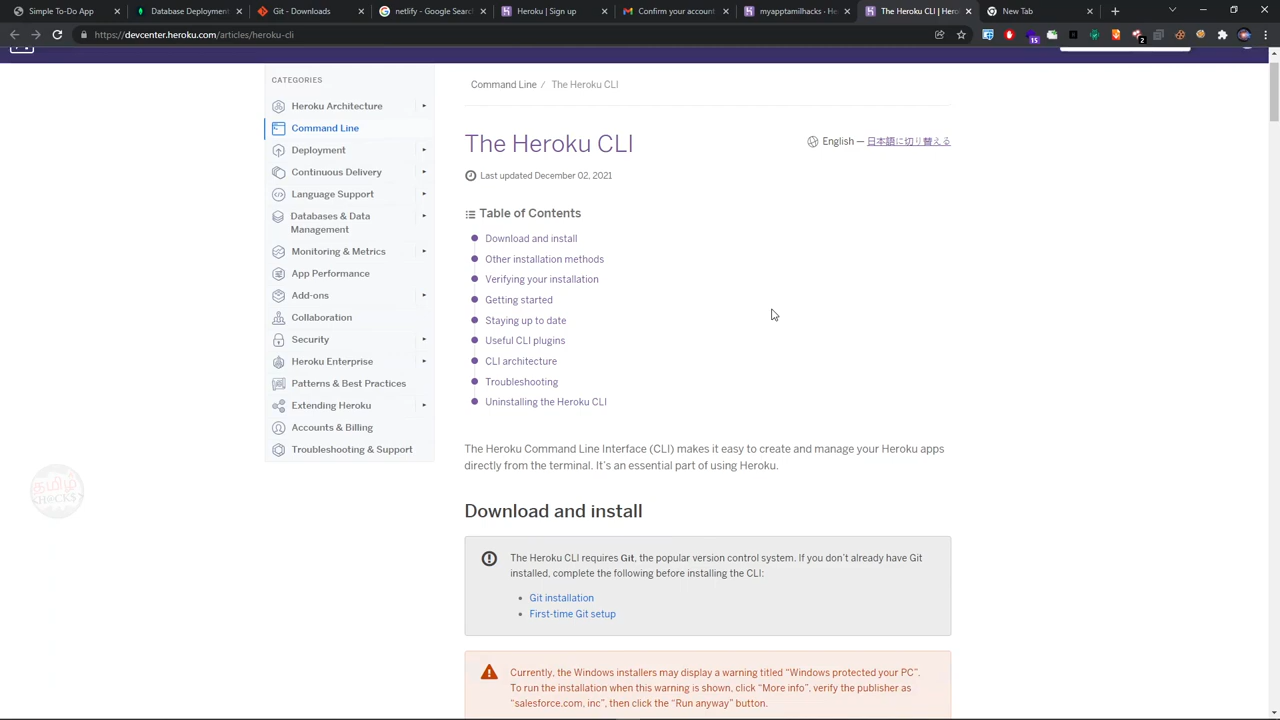 Simple To-Do-App
Database Deployment
Git - Downloads
netlify - Google Search
Heroku | Sign up
Confirm your account
myapptamilhacks - He
The Heroku CLI | Hero
New Tab
https://devcenter.heroku.com/articles/heroku-cli
CATEGORIES
Heroku Architecture
Command Line
Deployment
Continuous Delivery
Language Support
Databases & Data
Management
Monitoring & Metrics
App Performance
Add-ons
Collaboration
Security
Heroku Enterprise
Patterns & Best Practices
Extending Heroku
Accounts & Billing
Troubleshooting & Support
Command Line / The Heroku CLI
The Heroku CLI
English — 日本語に切り替える
Last updated December 02, 2021
Table of Contents
Download and install
Other installation methods
Verifying your installation
Getting started
Staying up to date
Useful CLI plugins
CLI architecture
Troubleshooting
Uninstalling the Heroku CLI
The Heroku Command Line Interface (CLI) makes it easy to create and manage your Heroku apps
directly from the terminal. It's an essential part of using Heroku.
Download and install
The Heroku CLI requires Git, the popular version control system. If you don't already have Git
installed, complete the following before installing the CLI:
Git installation
First-time Git setup
Currently, the Windows installers may display a warning titled "Windows protected your PC".
To run the installation when this warning is shown, click "More info", verify the publisher as
"salesforce.com, inc", then click the "Run anyway" button.
தமிழ்
HACKS